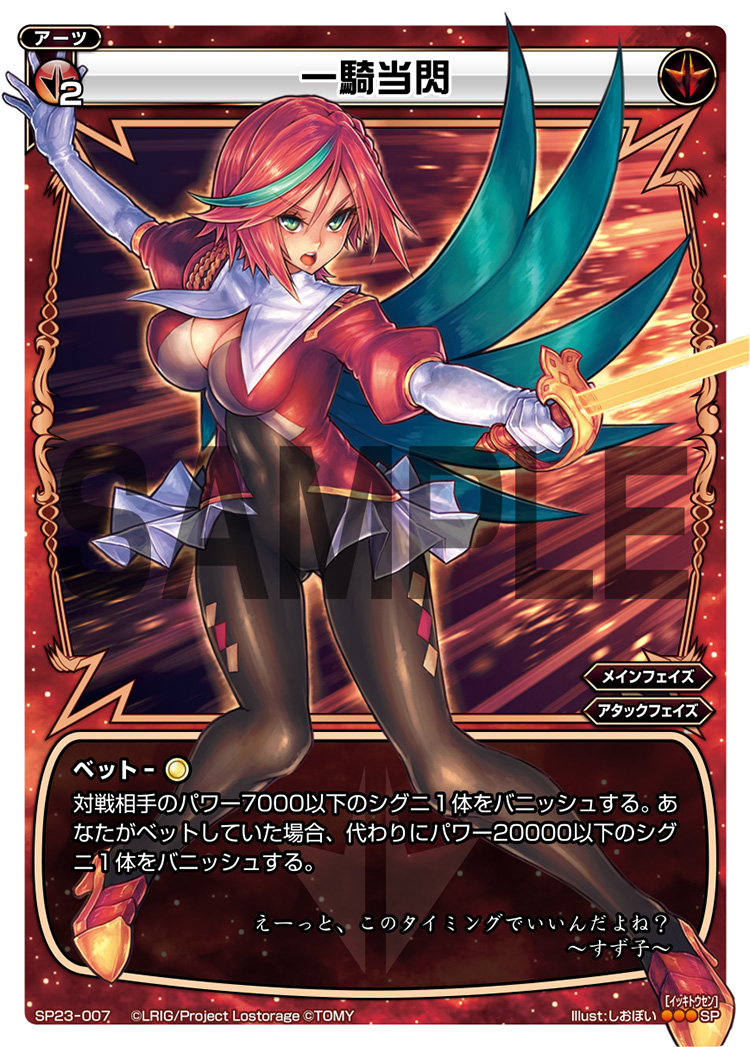 アーツ
2
一騎当閃
SAMPLE
メインフェイズ
アタックフェイズ
ベット-
対戦相手のパワー7000以下のシグニ1体をバニッシュする。あ
なたがベットしていた場合、代わりにパワー20000以下のシグ
ニ1体をバニッシュする。
えーっと、このタイミングでいいんだよね?
～すず子～
[イッキトウセン]
SP23-007 ©LRIG/Project Lostorage ©TOMY Illust:しおぼい SP